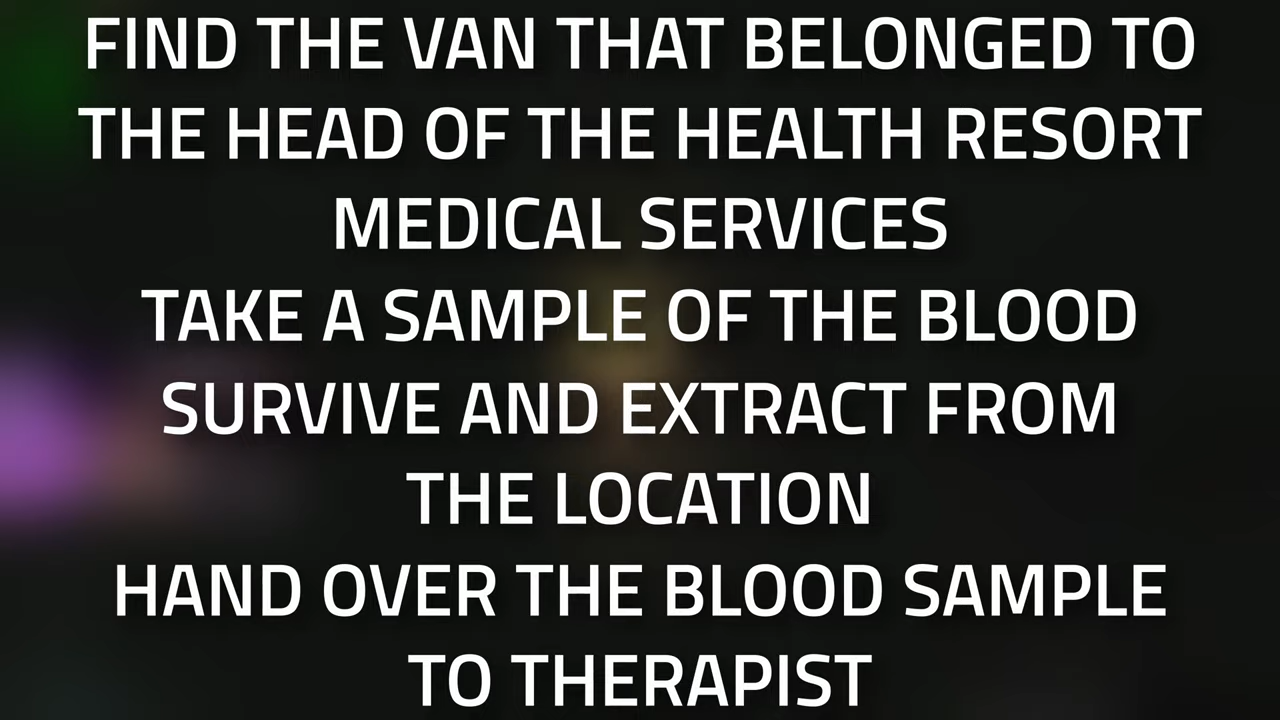 FIND THE VAN THAT BELONGED TO
THE HEAD OF THE HEALTH RESORT
MEDICAL SERVICES
TAKE A SAMPLE OF THE BLOOD
SURVIVE AND EXTRACT FROM
THE LOCATION
HAND OVER THE BLOOD SAMPLE
TO THERAPIST